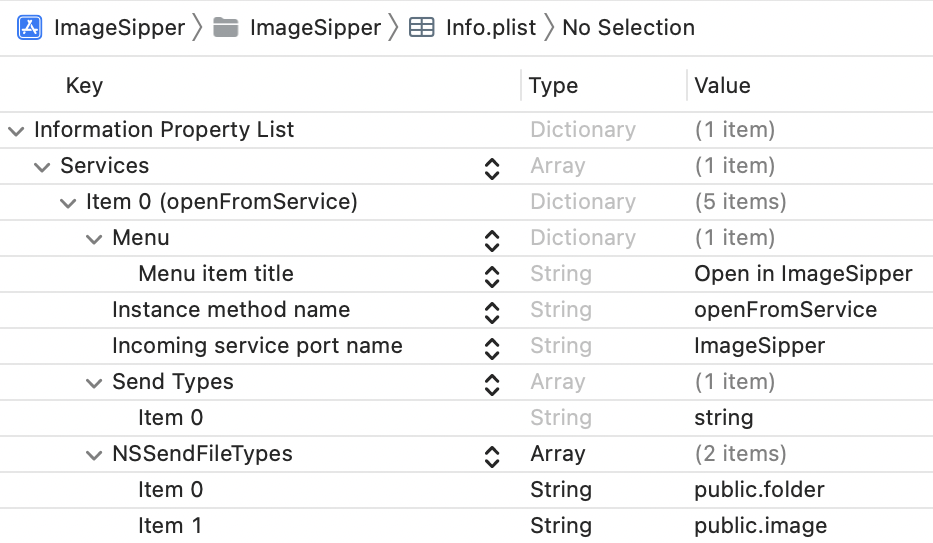 ImageSipper ImageSipper Info.plist No Selection
Key Type Value
Information Property List Dictionary (1 item)
Services Array (1 item)
Item 0 (openFromService) Dictionary (5 items)
Menu Dictionary (1 item)
Menu item title String Open in ImageSipper
Instance method name String openFromService
Incoming service port name String ImageSipper
Send Types Array (1 item)
Item 0 String string
NSSendFileTypes Array (2 items)
Item 0 String public.folder
Item 1 String public.image